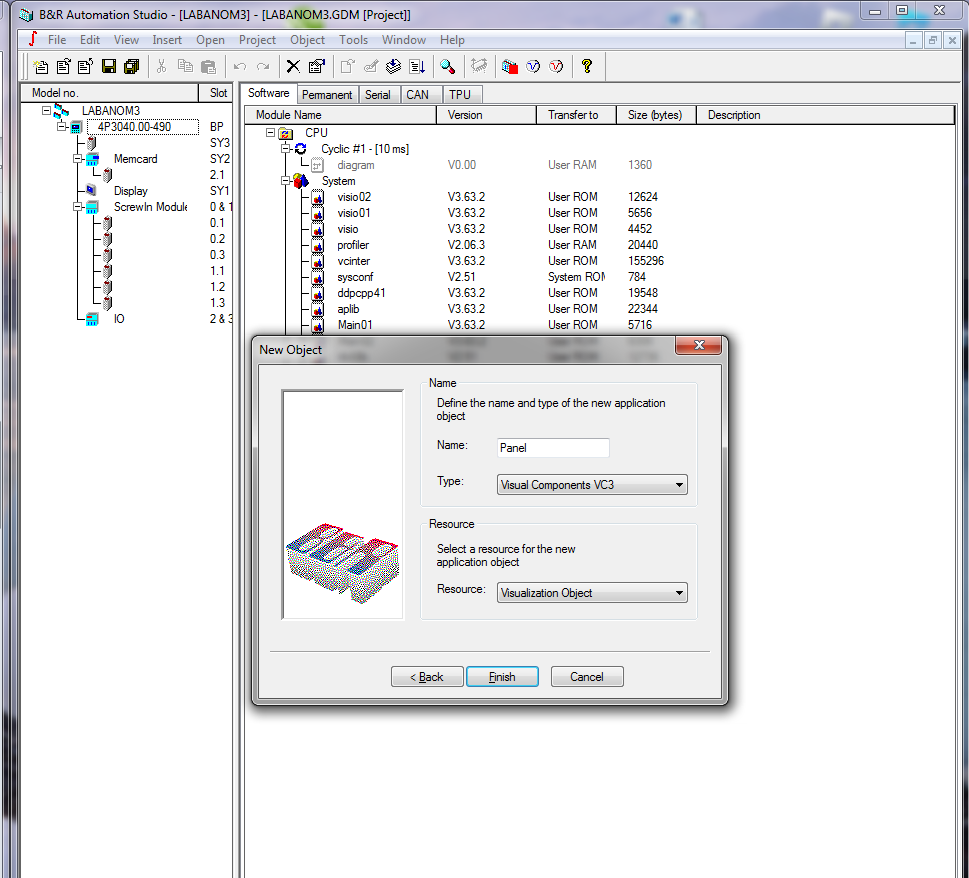 B&R Automation Studio - [LABANOM3] - [LABANOM3.GDM [Project]]
File Edit View Insert Open Project Object Tools Window Help
Model no. Slot
LABANOM3
4P3040.00-490 BP
SY3
Memcard SY2
2.1
Display SY1
ScrewIn Module 0 & 1
0.1
0.2
0.3
1.1
1.2
1.3
IO 2 & 3
Software Permanent Serial CAN TPU
Module Name Version Transfer to Size (bytes) Description
CPU
Cyclic #1 - [10 ms]
diagram V0.00 User RAM 1360
System
visio02 V3.63.2 User ROM 12624
visio01 V3.63.2 User ROM 5656
visio V3.63.2 User ROM 4452
profiler V2.06.3 User RAM 20440
vcinter V3.63.2 User ROM 155296
sysconf V2.51 System ROM 784
ddpcpp41 V3.63.2 User ROM 19548
aplib V3.63.2 User ROM 22344
Main01 V3.63.2 User ROM 5716
New Object
Name
Define the name and type of the new application
object
Name: Panel
Type: Visual Components VC3
Resource
Select a resource for the new
application object
Resource: Visualization Object
< Back Finish Cancel